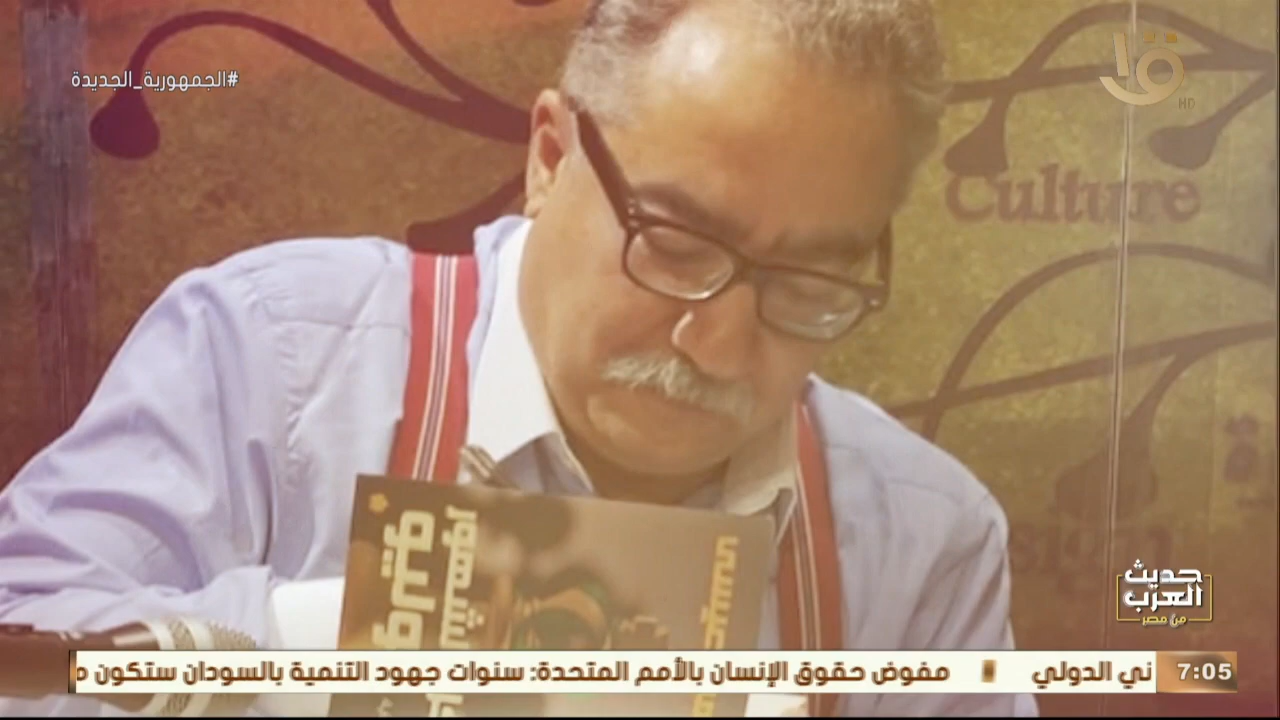 #الجمهورية_الجديدة
HD
Culture
حديث
العرب
من مصر
7:05
ني الدولي
مفوض حقوق الإنسان بالأمم المتحدة: سنوات جهود التنمية بالسودان ستكون م